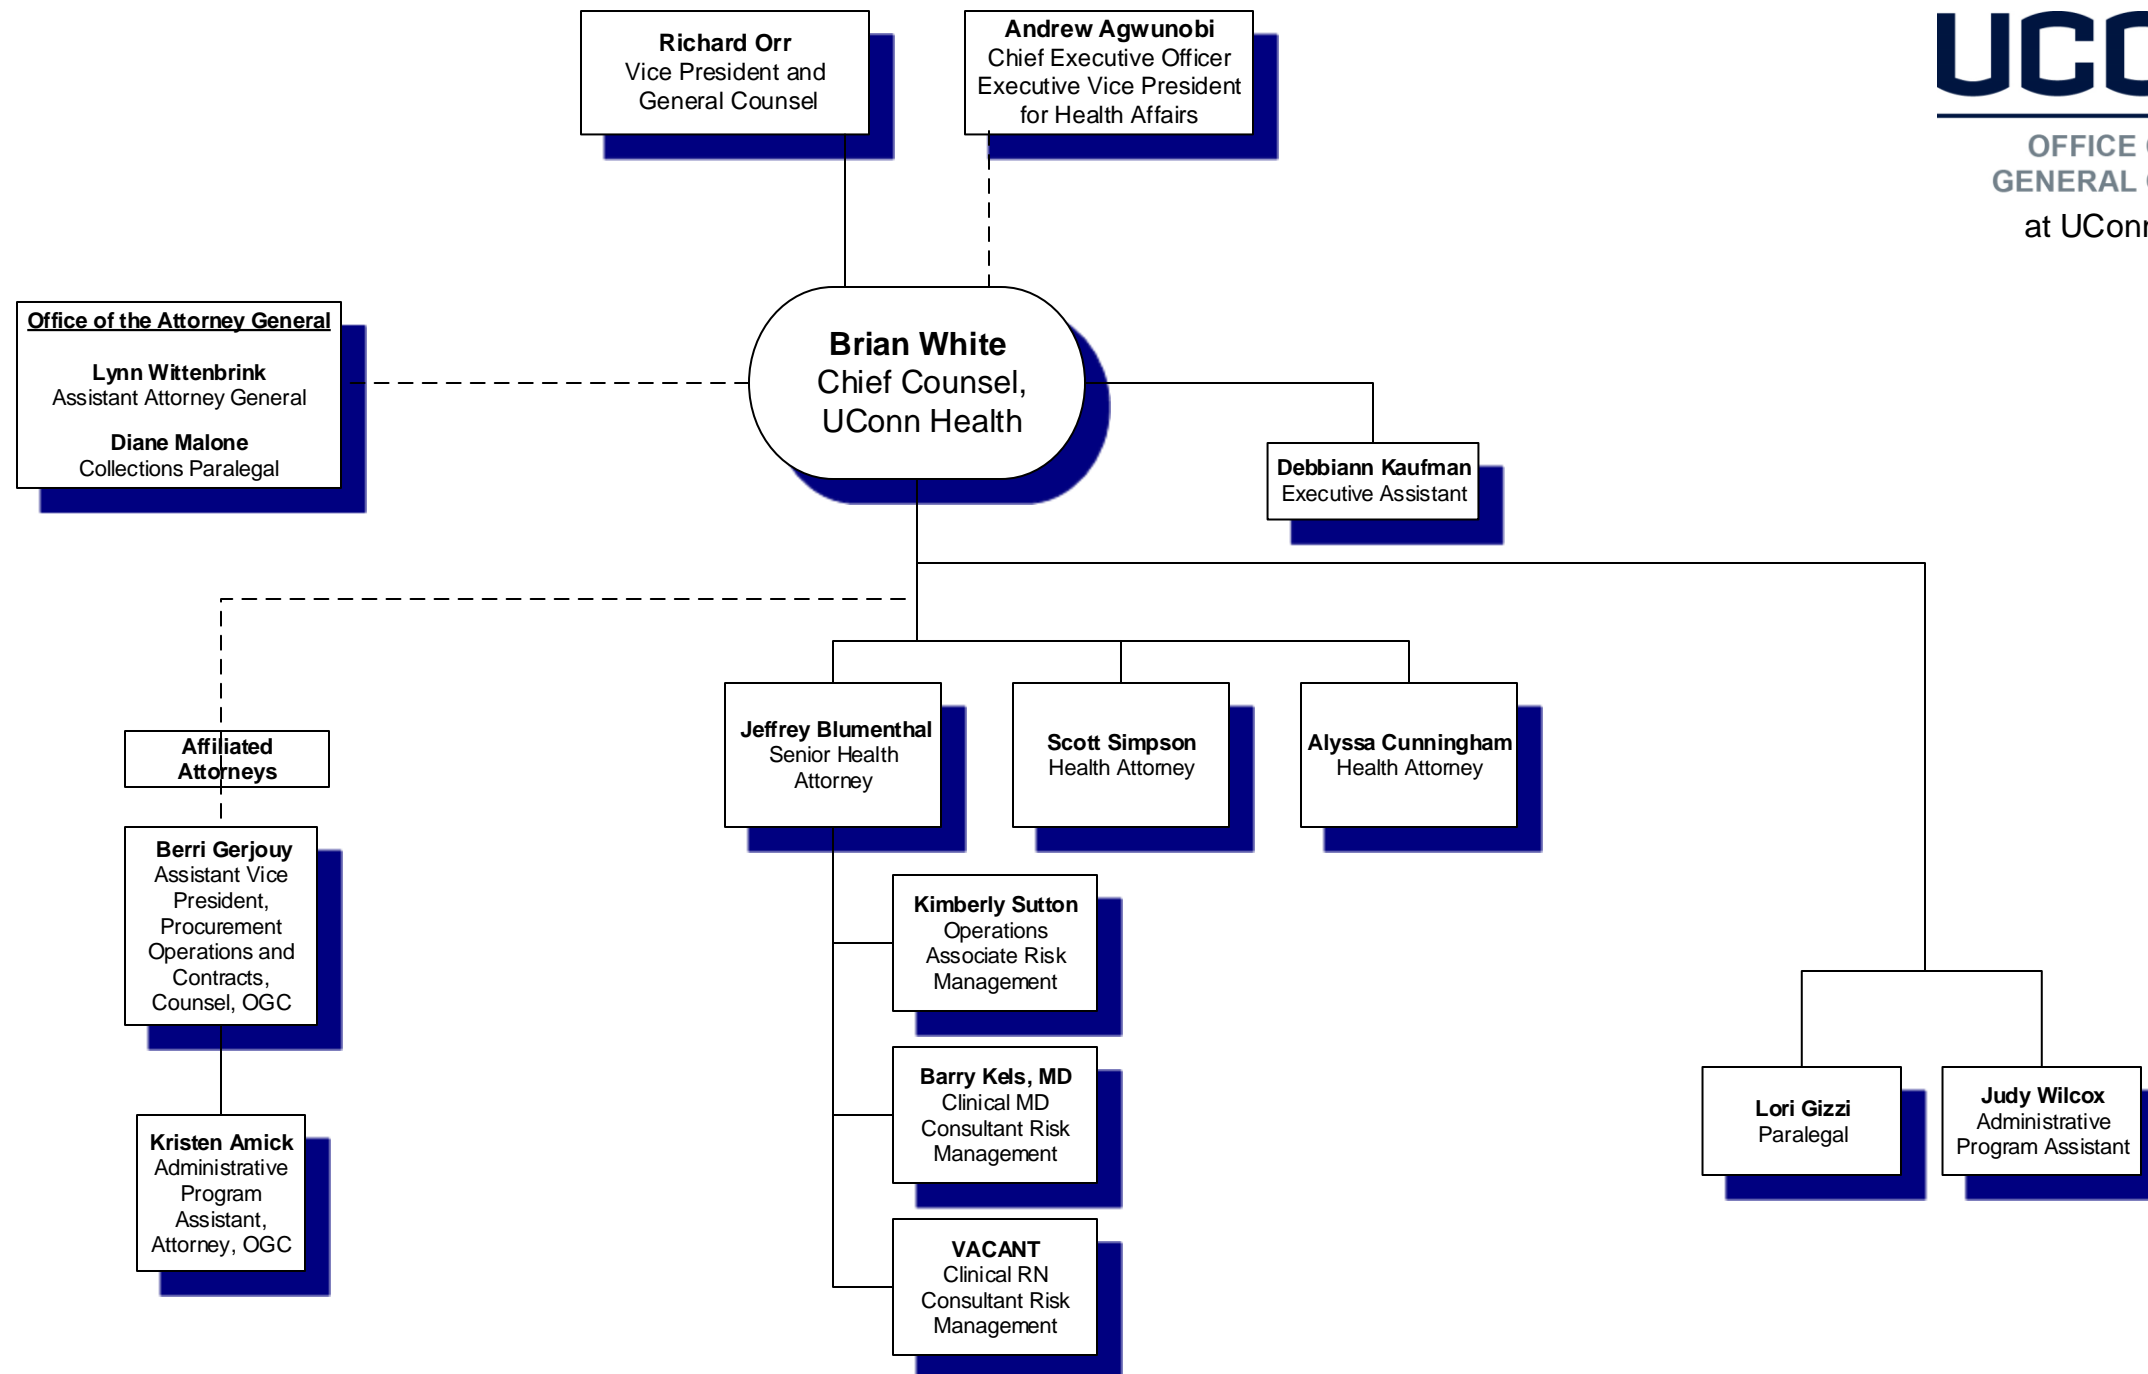 Richard Orr
Vice President and
General Counsel
Andrew Agwunobi
Chief Executive Officer
Executive Vice President
for Health Affairs
OFFICE
GENERAL
at
Office of the Attorney General
Lynn Wittenbrink
Assistant Attorney General
Diane Malone
Collections Paralegal
Brian White
Chief Counsel,
UConn Health
Debbiann Kaufman
Executive Assistant
Affiliated
Attorneys
Berri Gerjouy
Assistant Vice
President,
Procurement
Operations and
Contracts,
Counsel, OGC
Kristen Amick
Administrative
Program
Assistant,
Attorney, OGC
Jeffrey Blumenthal
Senior Health
Attorney
Scott Simpson
Health Attorney
Alyssa Cunningham
Health Attorney
Kimberly Sutton
Operations
Associate Risk
Management
Barry Kels, MD
Clinical MD
Consultant Risk
Management
VACANT
Clinical RN
Consultant Risk
Management
Lori Gizzi
Paralegal
Judy Wilcox
Administrative
Program Assistant